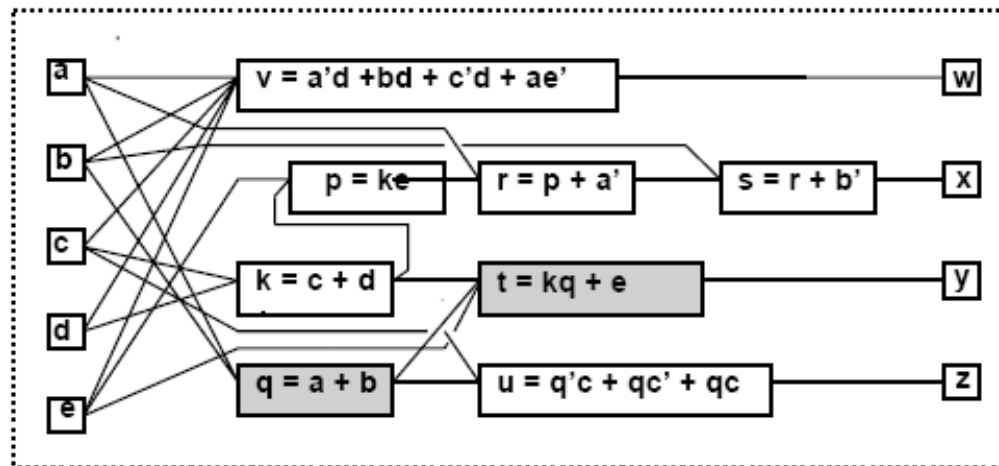 a
v = a’d +bd + c’d + ae’
w
b
p = ke
r = p + a’
s = r + b’
x
c
k = c + d
t = kq + e
y
d
q = a + b
u = q’c + qc’ + qc
z
e